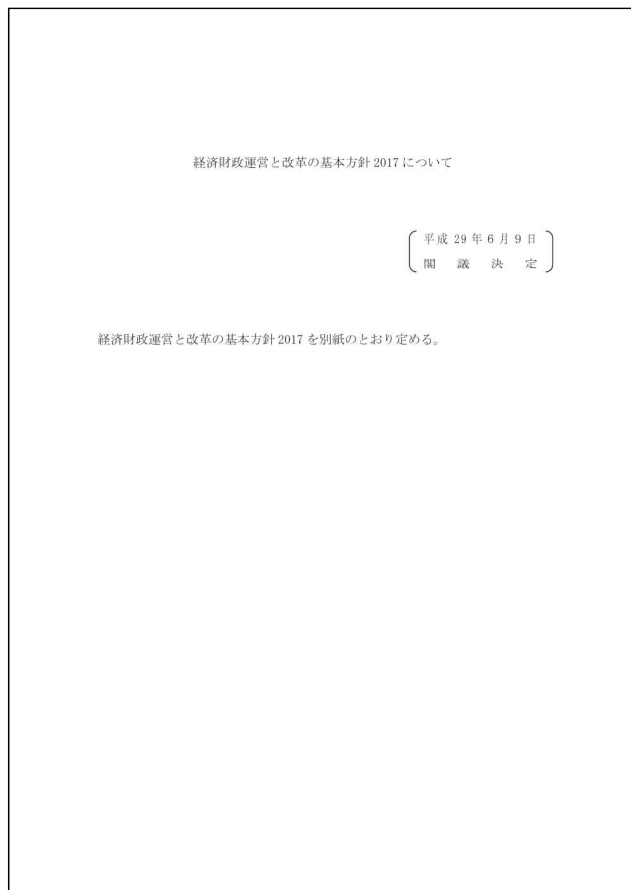 経済財政運営と改革の基本方針 2017 について
平成 29 年 6 月 9 日
閣議決定
経済財政運営と改革の基本方針 2017 を別紙のとおり定める。